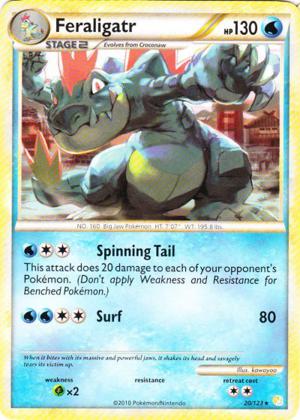 Feraligatr HP 130
STAGE 2 Evolves from Croconaw
NO. 160 Big Jaw Pokémon HT: 7'07" WT: 195.8 lbs.
Spinning Tail
This attack does 20 damage to each of your opponent's
Pokémon. (Don't apply Weakness and Resistance for
Benched Pokémon.)
Surf 80
When it bites with its massive and powerful jaws, it shakes its head and savagely
tears its victim up.
Illus. kawayoo
weakness resistance retreat cost
×2
©2010 Pokémon/Nintendo 20/123 ★